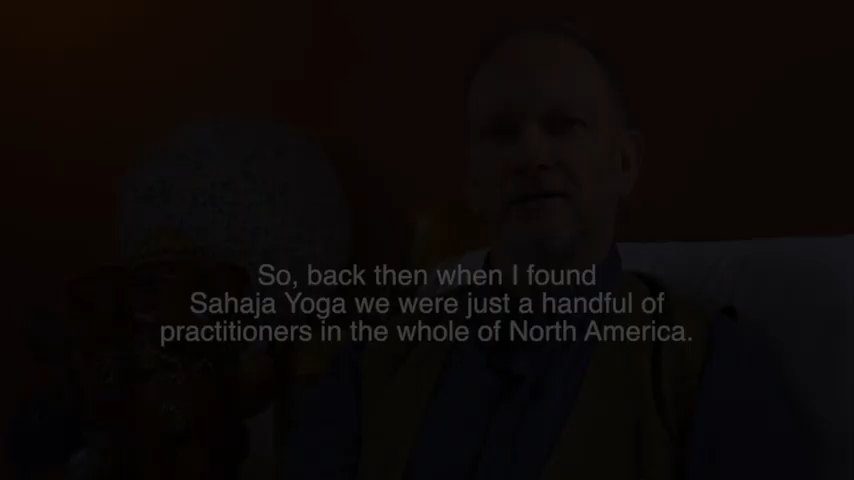 So, back then when I found
Sahaja Yoga we were just a handful of
practitioners in the whole of North America.